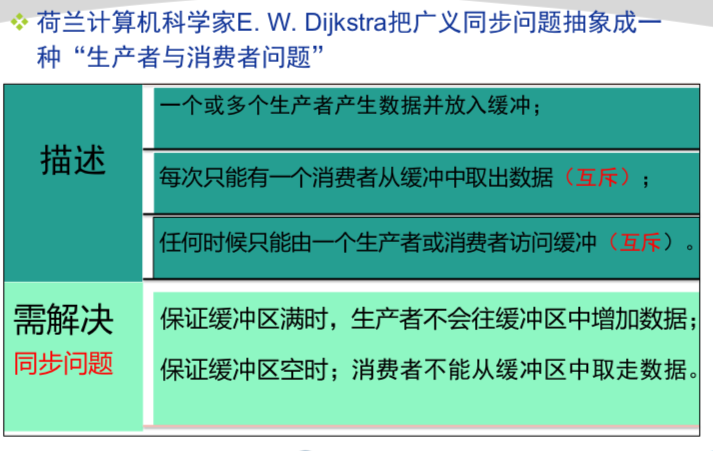 荷兰计算机科学家E. W. Dijkstra把广义同步问题抽象成一
种“生产者与消费者问题”
描述
一个或多个生产者产生数据并放入缓冲；
每次只能有一个消费者从缓冲中取出数据（互斥）；
任何时候只能由一个生产者或消费者访问缓冲（互斥）。
需解决
同步问题
保证缓冲区满时，生产者不会往缓冲区中增加数据；
保证缓冲区空时；消费者不能从缓冲区中取走数据。